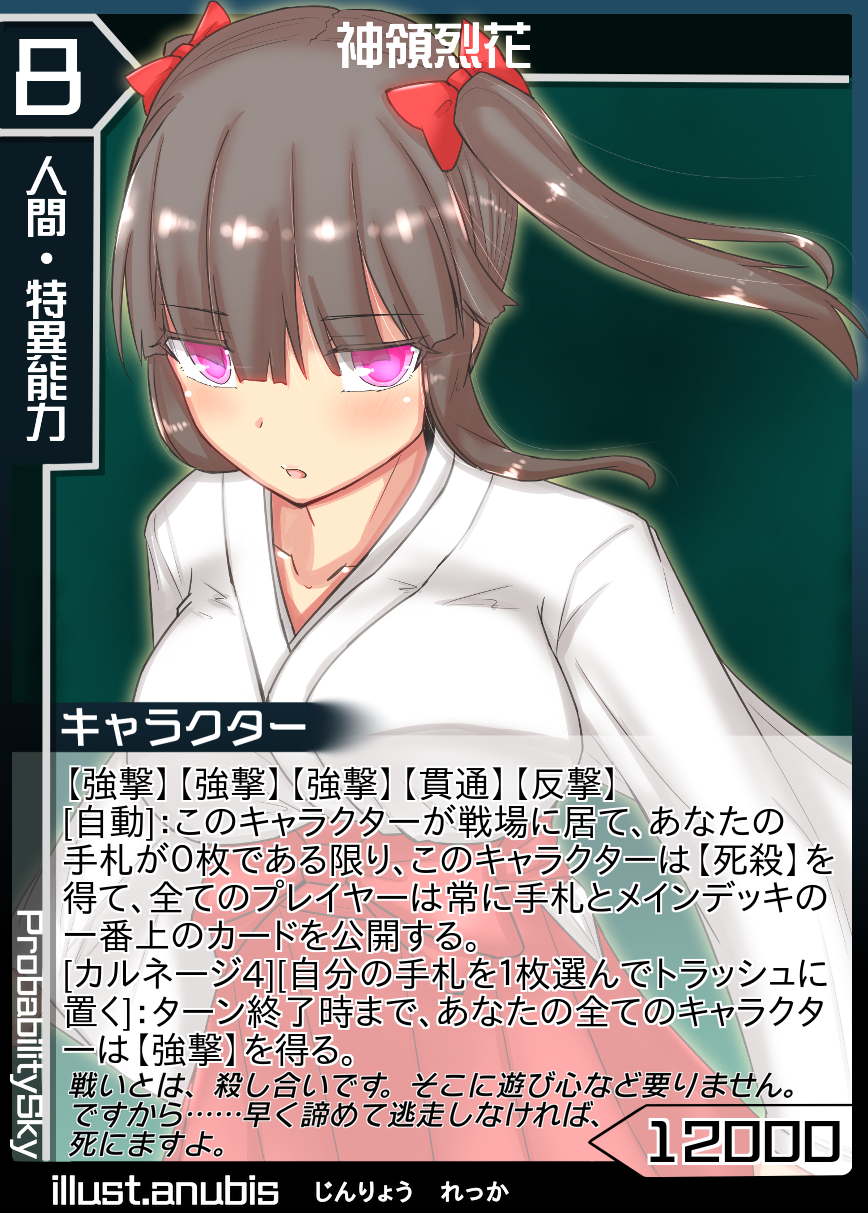 神領烈花
8
人間・特異能力
キャラクター
【強撃】【強撃】【強撃】【貫通】【反撃】
[自動]：このキャラクターが戦場に居て、あなたの
手札が０枚である限り、このキャラクターは【死殺】を
得て、全てのプレイヤーは常に手札とメインデッキの
一番上のカードを公開する。
[カルネージ4][自分の手札を1枚選んでトラッシュに
置く]：ターン終了時まで、あなたの全てのキャラクタ
ーは【強撃】を得る。
戦いとは、殺し合いです。そこに遊び心など要りません。
ですから……早く諦めて逃走しなければ、
死にますよ。
12000
ProbabilitySky
illust.anubis じんりょう れっか